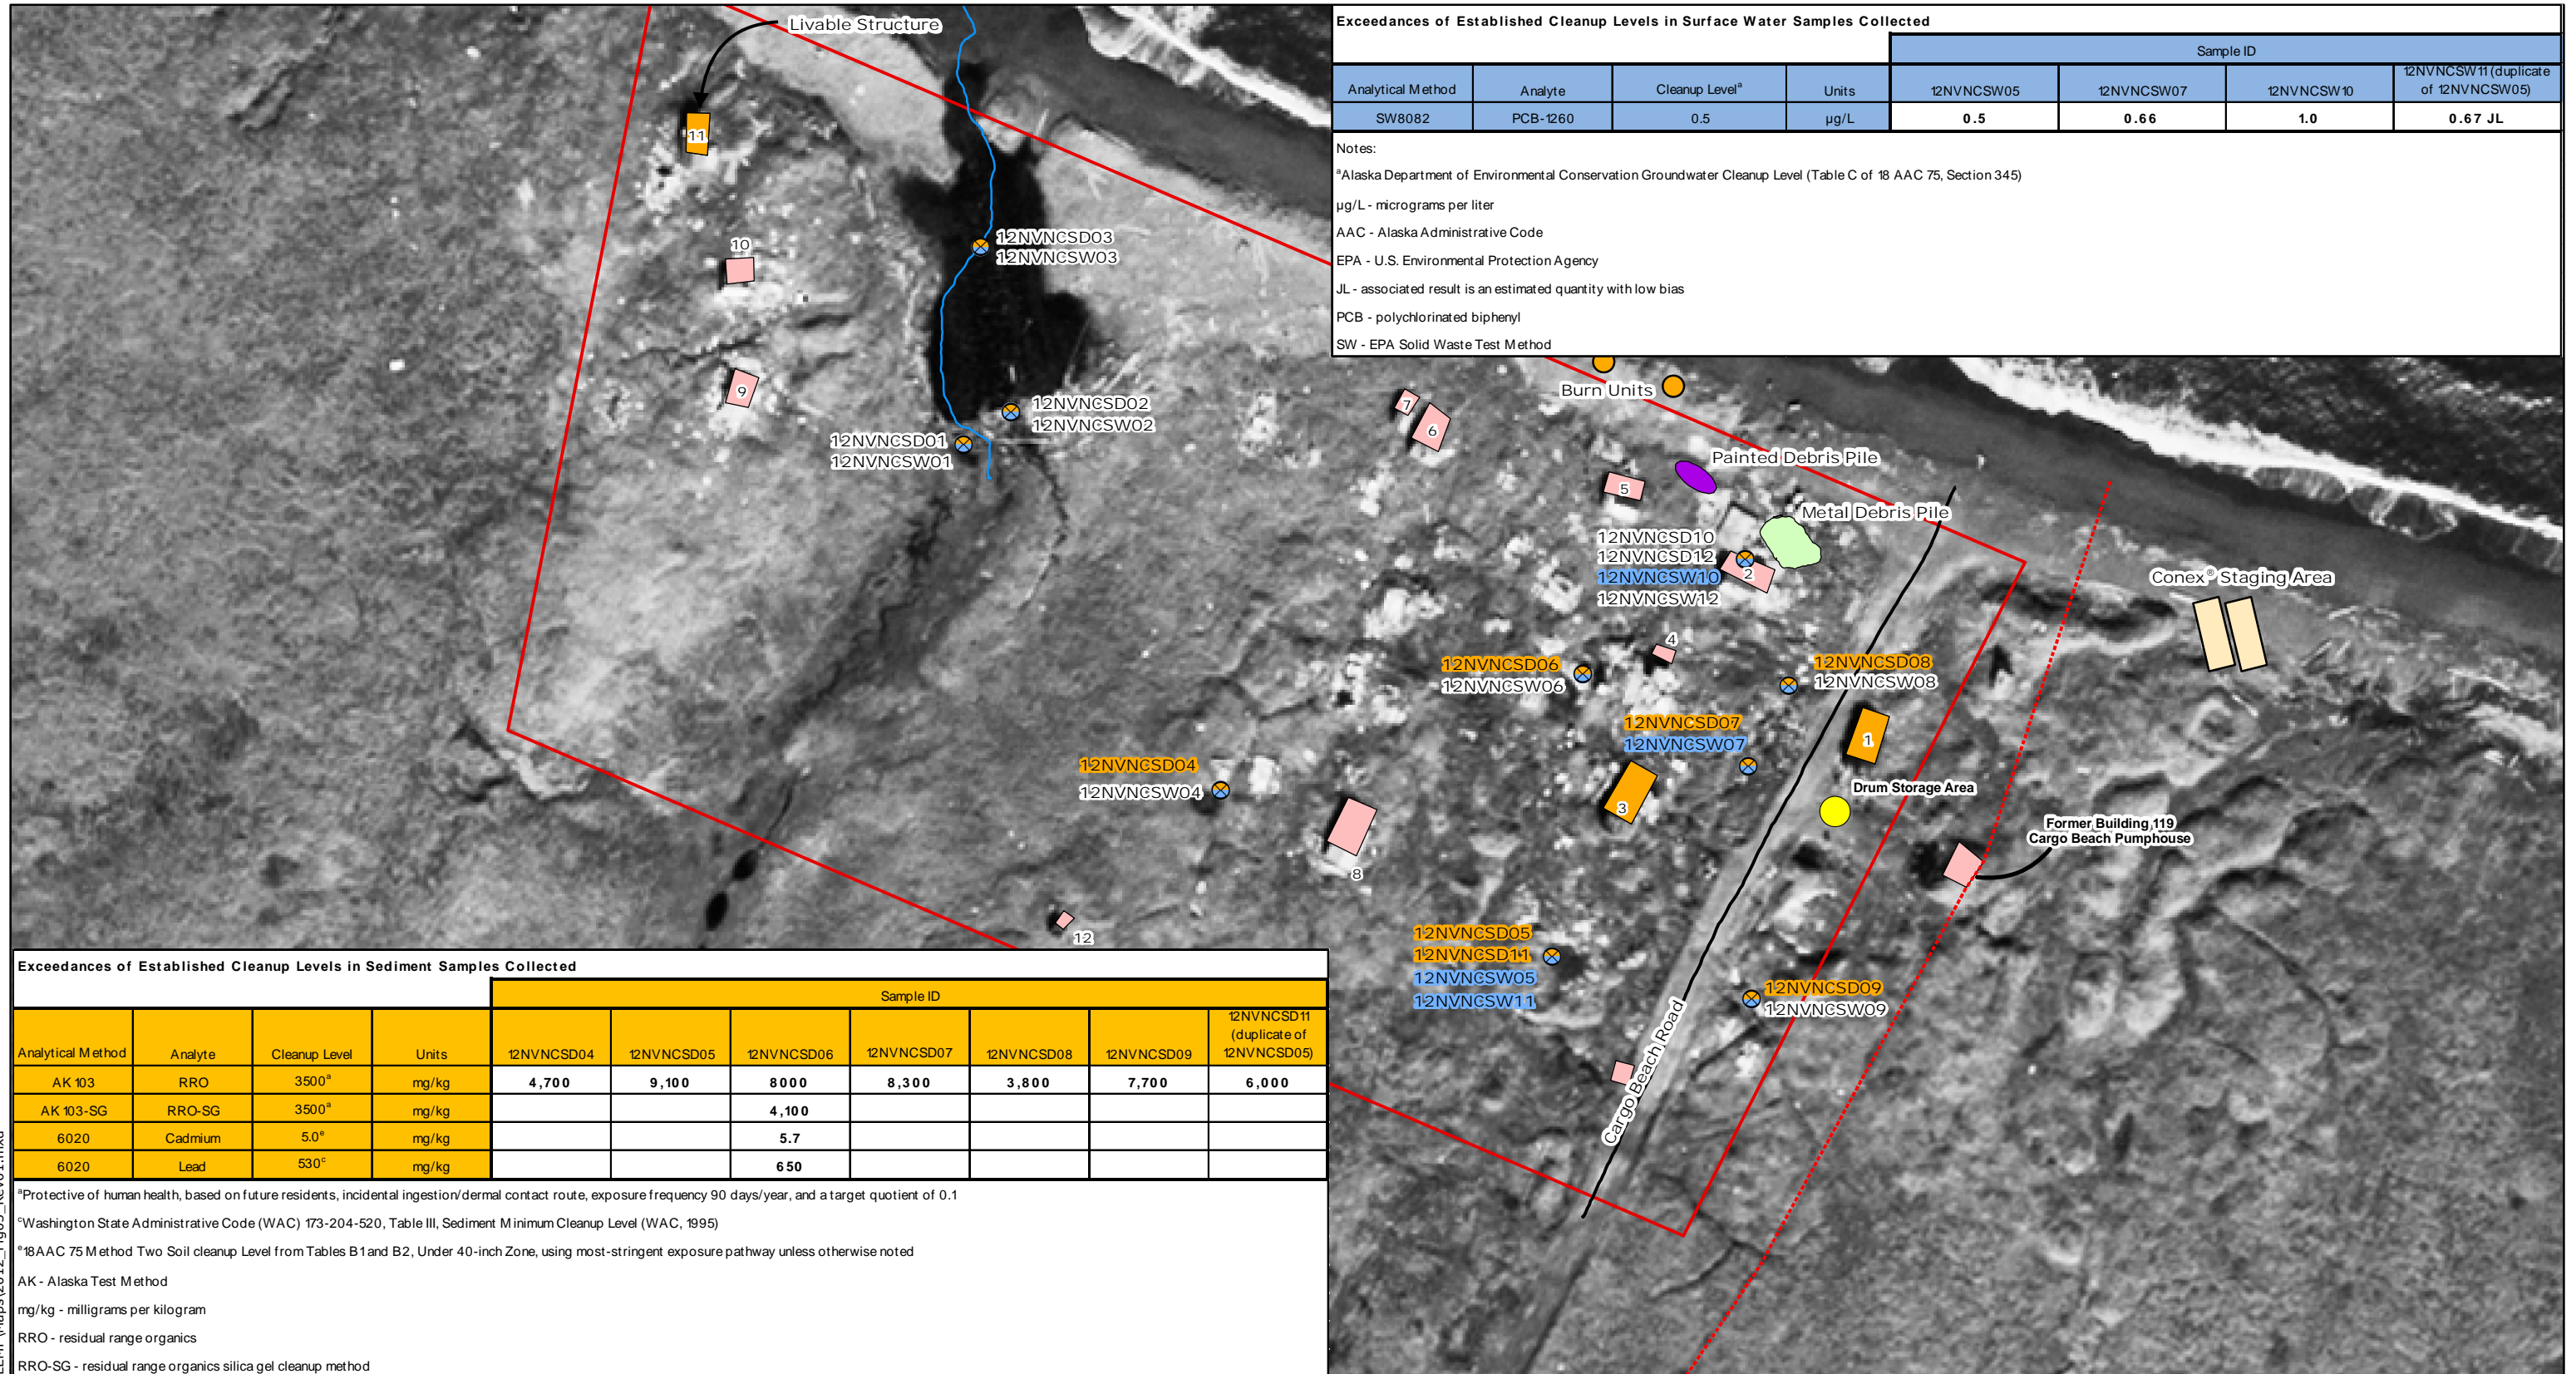 Livable Structure
11
10
9
12NVNCSD03
12NVNCSW03
12NVNCSD02
12NVNCSW02
12NVNCSD01
12NVNCSW01
Exceedances of Established Cleanup Levels in Surface Water Samples Collected
Sample ID
Analytical Method Analyte Cleanup Levelᵃ Units 12NVNCSW05 12NVNCSW07 12NVNCSW10 12NVNCSW11 (duplicate of 12NVNCSW05)
SW8082 PCB-1260 0.5 µg/L 0.5 0.66 1.0 0.67 JL
Notes:
ᵃAlaska Department of Environmental Conservation Groundwater Cleanup Level (Table C of 18 AAC 75, Section 345)
µg/L - micrograms per liter
AAC - Alaska Administrative Code
EPA - U.S. Environmental Protection Agency
JL - associated result is an estimated quantity with low bias
PCB - polychlorinated biphenyl
SW - EPA Solid Waste Test Method
Burn Units
7
6
Painted Debris Pile
5
Metal Debris Pile
12NVNCSD10
12NVNCSD12
12NVNCSW10
12NVNCSW12
2
Conex® Staging Area
4
12NVNCSD06
12NVNCSW06
12NVNCSD08
12NVNCSW08
12NVNCSD07
12NVNCSW07
1
12NVNCSD04
12NVNCSW04
3
Drum Storage Area
8
Former Building 119
Cargo Beach Pumphouse
12
12NVNCSD05
12NVNCSD11
12NVNCSW05
12NVNCSW11
12NVNCSD09
12NVNCSW09
Cargo Beach Road
Exceedances of Established Cleanup Levels in Sediment Samples Collected
Sample ID
Analytical Method Analyte Cleanup Level Units 12NVNCSD04 12NVNCSD05 12NVNCSD06 12NVNCSD07 12NVNCSD08 12NVNCSD09 12NVNCSD11 (duplicate of 12NVNCSD05)
AK 103 RRO 3500ᵃ mg/kg 4,700 9,100 8000 8,300 3,800 7,700 6,000
AK 103-SG RRO-SG 3500ᵃ mg/kg 4,100
6020 Cadmium 5.0ᵉ mg/kg 5.7
6020 Lead 530ᶜ mg/kg 650
ᵃProtective of human health, based on future residents, incidental ingestion/dermal contact route, exposure frequency 90 days/year, and a target quotient of 0.1
ᶜWashington State Administrative Code (WAC) 173-204-520, Table III, Sediment Minimum Cleanup Level (WAC, 1995)
ᵉ18AAC 75 Method Two Soil cleanup Level from Tables B1 and B2, Under 40-inch Zone, using most-stringent exposure pathway unless otherwise noted
AK - Alaska Test Method
mg/kg - milligrams per kilogram
RRO - residual range organics
RRO-SG - residual range organics silica gel cleanup method